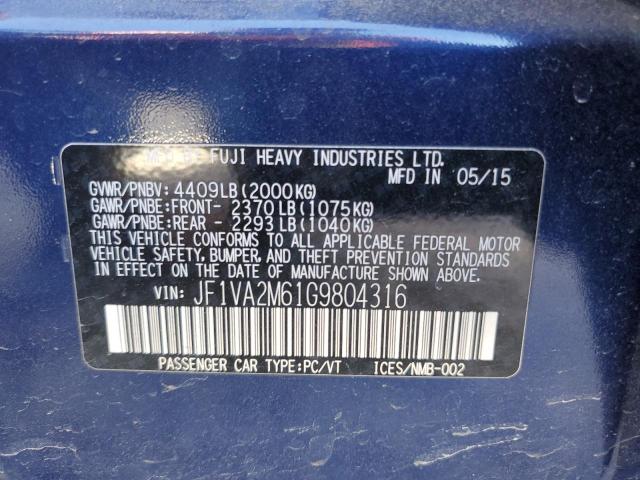 MFD BY FUJI HEAVY INDUSTRIES LTD.
MFD IN 05/15
GVWR/PNBV: 4409LB(2000KG)
GAWR/PNBE:FRONT- 2370LB(1075KG)
GAWR/PNBE:REAR - 2293LB(1040KG)
THIS VEHICLE CONFORMS TO ALL APPLICABLE FEDERAL MOTOR
VEHICLE SAFETY, BUMPER, AND THEFT PREVENTION STANDARDS
IN EFFECT ON THE DATE OF MANUFACTURE SHOWN ABOVE.
VIN: JF1VA2M61G9804316
PASSENGER CAR TYPE:PC/VT ICES/NMB-002